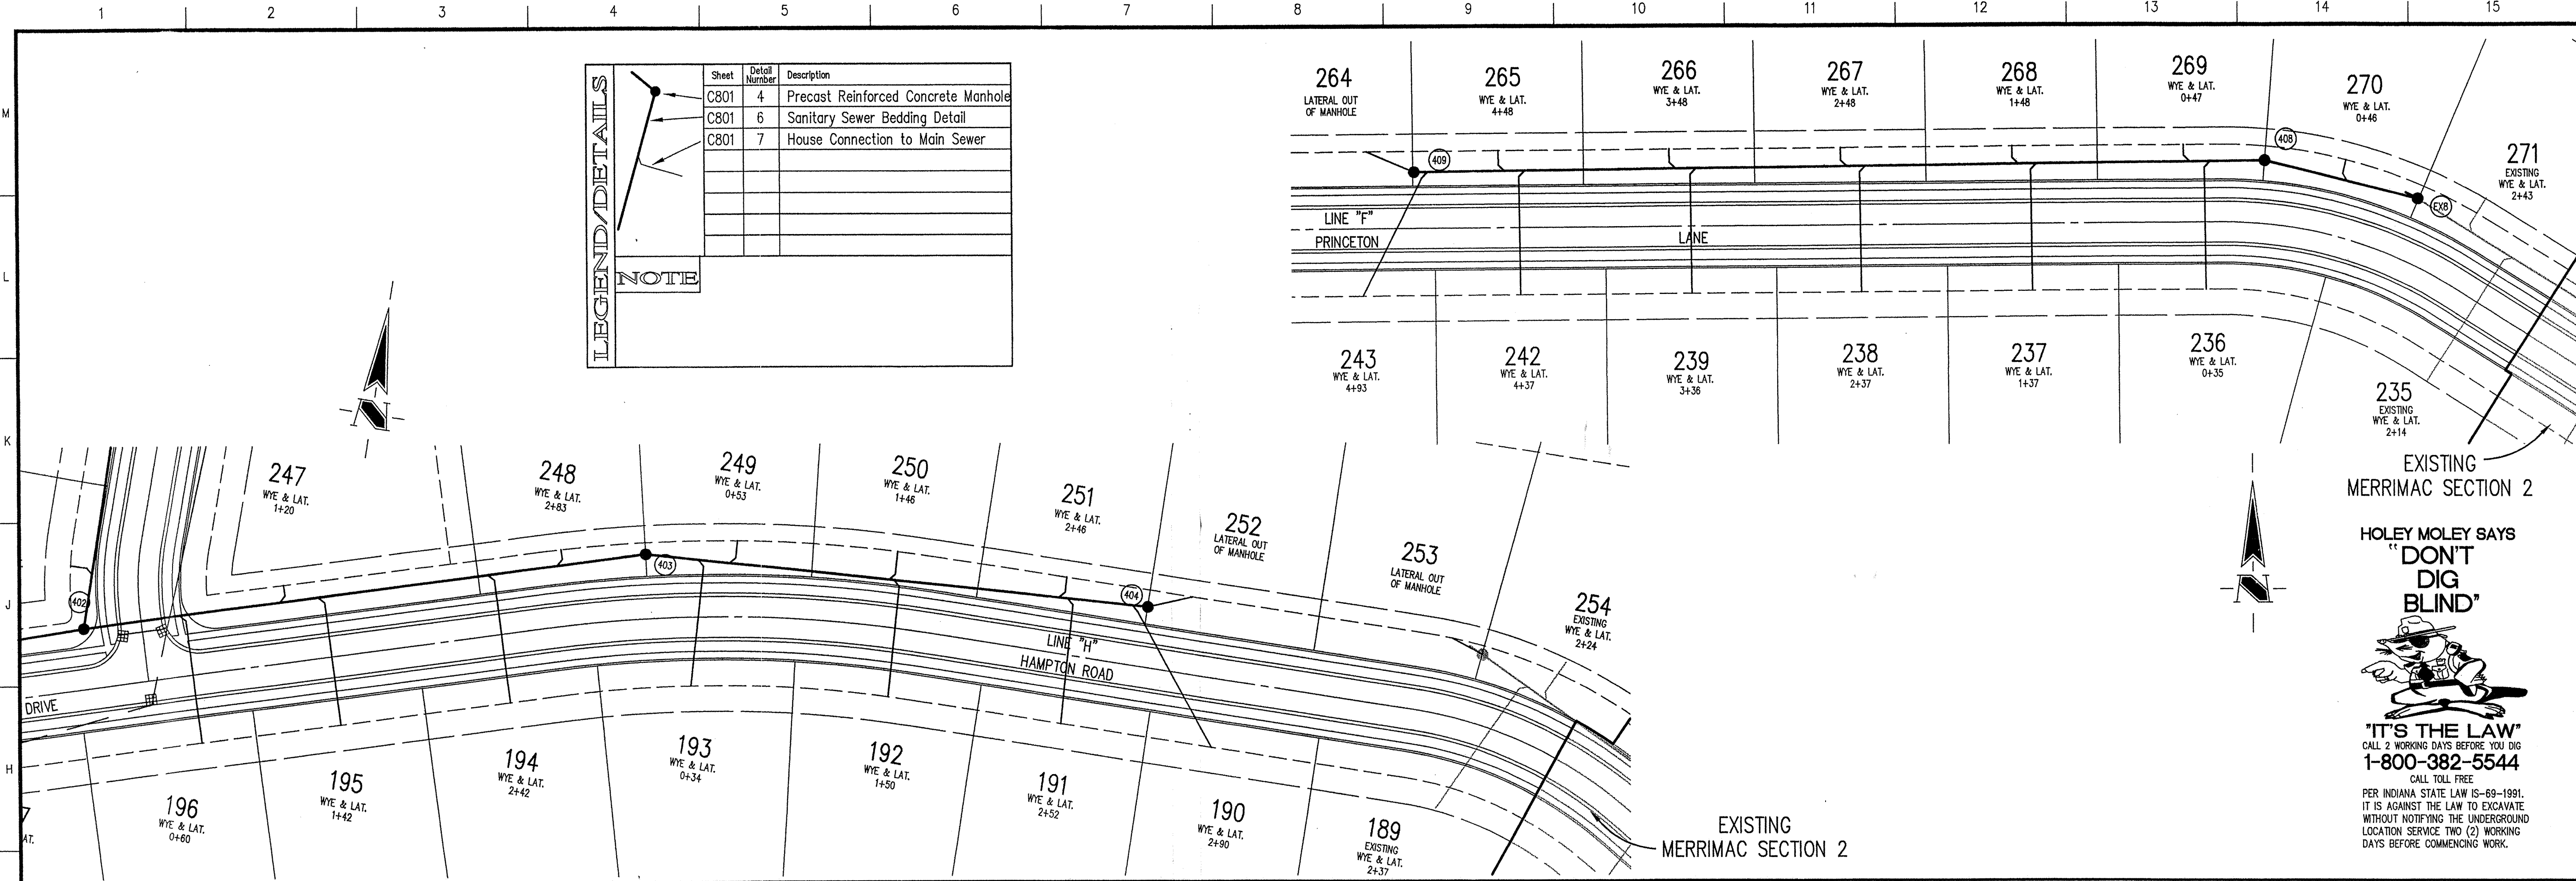 1 2 3 4 5 6 7 8 9 10 11 12 13 14 15
M
L
K
J
H
LEGEND/DETAILS
Sheet Detail Number Description
C801 4 Precast Reinforced Concrete Manhole
C801 6 Sanitary Sewer Bedding Detail
C801 7 House Connection to Main Sewer
NOTE
264
LATERAL OUT
OF MANHOLE
265
WYE & LAT.
4+48
266
WYE & LAT.
3+48
267
WYE & LAT.
2+48
268
WYE & LAT.
1+48
269
WYE & LAT.
0+47
270
WYE & LAT.
0+46
271
EXISTING
WYE & LAT.
2+43
409
408
EX8
LINE "F"
PRINCETON LANE
243
WYE & LAT.
4+93
242
WYE & LAT.
4+37
239
WYE & LAT.
3+36
238
WYE & LAT.
2+37
237
WYE & LAT.
1+37
236
WYE & LAT.
0+35
235
EXISTING
WYE & LAT.
2+14
EXISTING
MERRIMAC SECTION 2
N
247
WYE & LAT.
1+20
248
WYE & LAT.
2+83
249
WYE & LAT.
0+53
250
WYE & LAT.
1+46
251
WYE & LAT.
2+46
252
LATERAL OUT
OF MANHOLE
253
LATERAL OUT
OF MANHOLE
254
EXISTING
WYE & LAT.
2+24
402
403
404
LINE "H"
HAMPTON ROAD
DRIVE
AT.
196
WYE & LAT.
0+60
195
WYE & LAT.
1+42
194
WYE & LAT.
2+42
193
WYE & LAT.
0+34
192
WYE & LAT.
1+50
191
WYE & LAT.
2+52
190
WYE & LAT.
2+90
189
EXISTING
WYE & LAT.
2+37
EXISTING
MERRIMAC SECTION 2
N
HOLEY MOLEY SAYS
"DON'T
DIG
BLIND"
"IT'S THE LAW"
CALL 2 WORKING DAYS BEFORE YOU DIG
1-800-382-5544
CALL TOLL FREE
PER INDIANA STATE LAW IS-69-1991.
IT IS AGAINST THE LAW TO EXCAVATE
WITHOUT NOTIFYING THE UNDERGROUND
LOCATION SERVICE TWO (2) WORKING
DAYS BEFORE COMMENCING WORK.